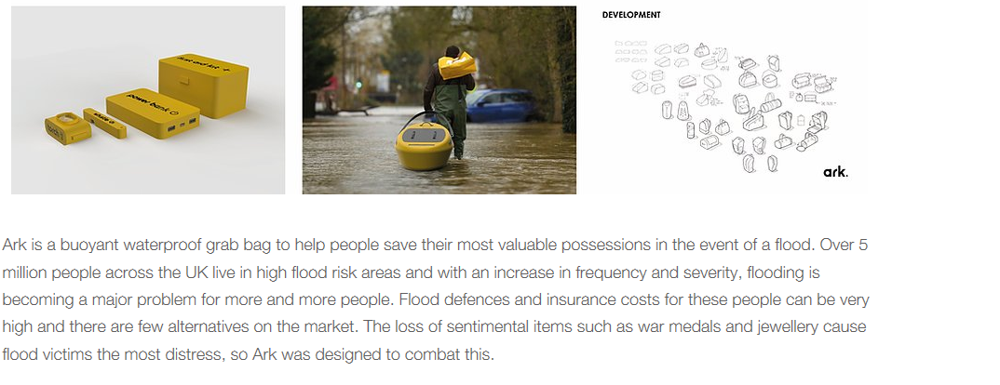 DEVELOPMENT
first aid kit +
power bank
torch
ark.
Ark is a buoyant waterproof grab bag to help people save their most valuable possessions in the event of a flood. Over 5
million people across the UK live in high flood risk areas and with an increase in frequency and severity, flooding is
becoming a major problem for more and more people. Flood defences and insurance costs for these people can be very
high and there are few alternatives on the market. The loss of sentimental items such as war medals and jewellery cause
flood victims the most distress, so Ark was designed to combat this.